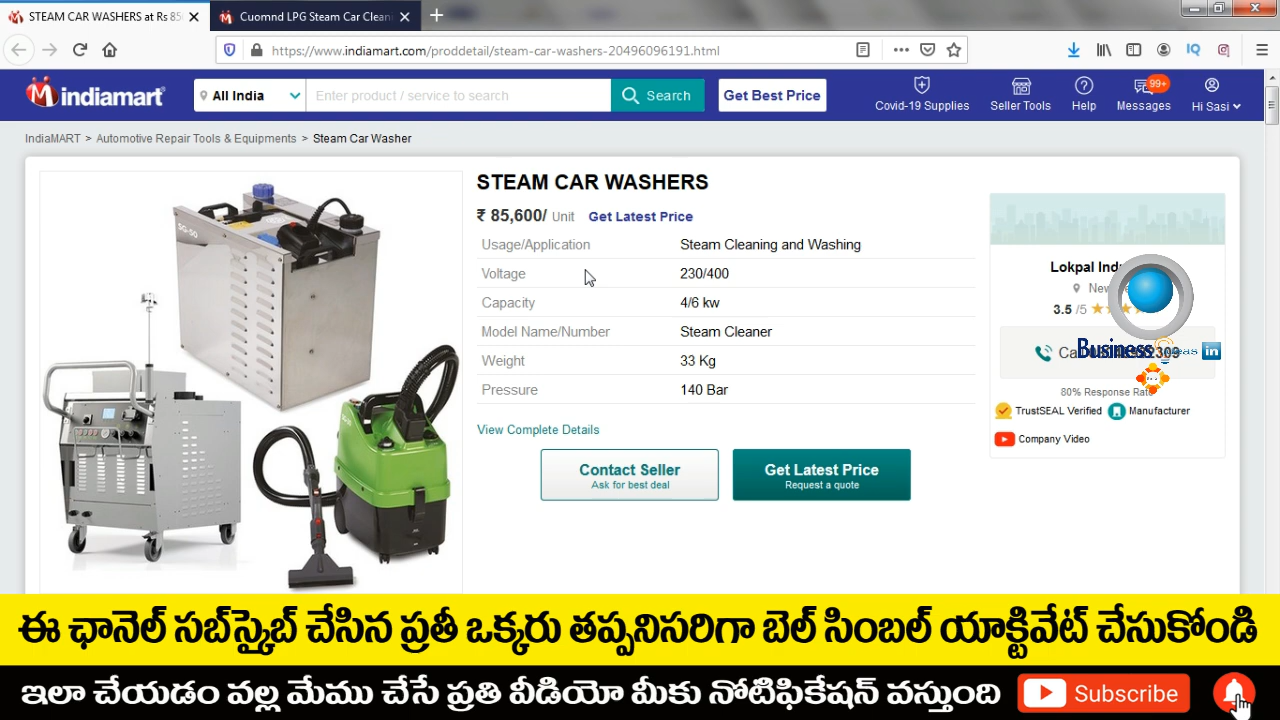 STEAM CAR WASHERS at Rs 85
Cuomnd LPG Steam Car Clean
https://www.indiamart.com/proddetail/steam-car-washers-20496096191.html
IQ
indiamart
All India
Enter product / service to search
Search
Get Best Price
Covid-19 Supplies
Seller Tools
Help
99+
Messages
Hi Sasi
IndiaMART > Automotive Repair Tools & Equipments > Steam Car Washer
STEAM CAR WASHERS
₹ 85,600/ Unit Get Latest Price
Usage/Application Steam Cleaning and Washing
Voltage 230/400
Capacity 4/6 kw
Model Name/Number Steam Cleaner
Weight 33 Kg
Pressure 140 Bar
View Complete Details
Contact Seller
Ask for best deal
Get Latest Price
Request a quote
SG-50
Lokpal
3.5 /5
Business
in
80% Response Rate
TrustSEAL Verified Manufacturer
Company Video
ఈ ఛానెల్ సబ్‌స్క్రైబ్ చేసిన ప్రతీ ఒక్కరు తప్పనిసరిగా బెల్ సింబల్ యాక్టివేట్ చేసుకోండి
ఇలా చేయడం వల్ల మేము చేసే ప్రతి వీడియో మీకు నోటిఫికేషన్ వస్తుంది
Subscribe